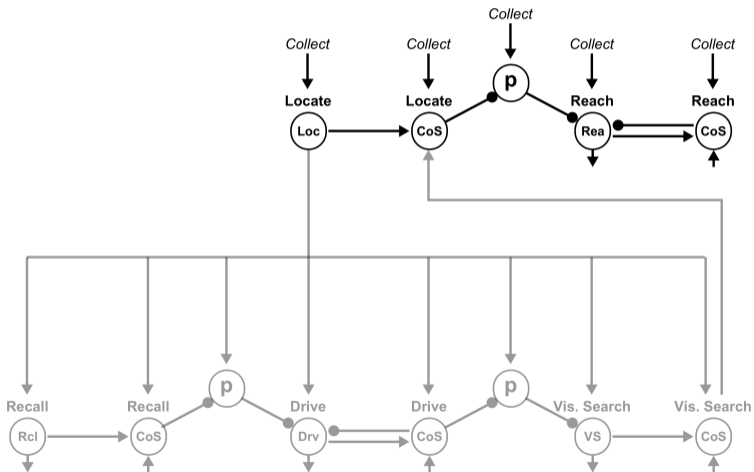 Collect
Collect Collect Collect Collect
p
Locate Locate Reach Reach
Loc CoS Rea CoS
p p
Recall Recall Drive Drive Vis. Search Vis. Search
Rcl CoS Drv CoS VS CoS